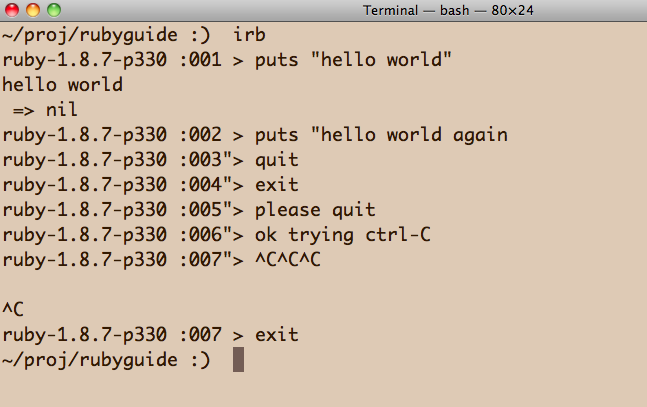 Terminal — bash — 80×24
~/proj/rubyguide :)  irb
ruby-1.8.7-p330 :001 > puts "hello world"
hello world
 => nil
ruby-1.8.7-p330 :002 > puts "hello world again
ruby-1.8.7-p330 :003"> quit
ruby-1.8.7-p330 :004"> exit
ruby-1.8.7-p330 :005"> please quit
ruby-1.8.7-p330 :006"> ok trying ctrl-C
ruby-1.8.7-p330 :007"> ^C^C^C
^C
ruby-1.8.7-p330 :007 > exit
~/proj/rubyguide :)